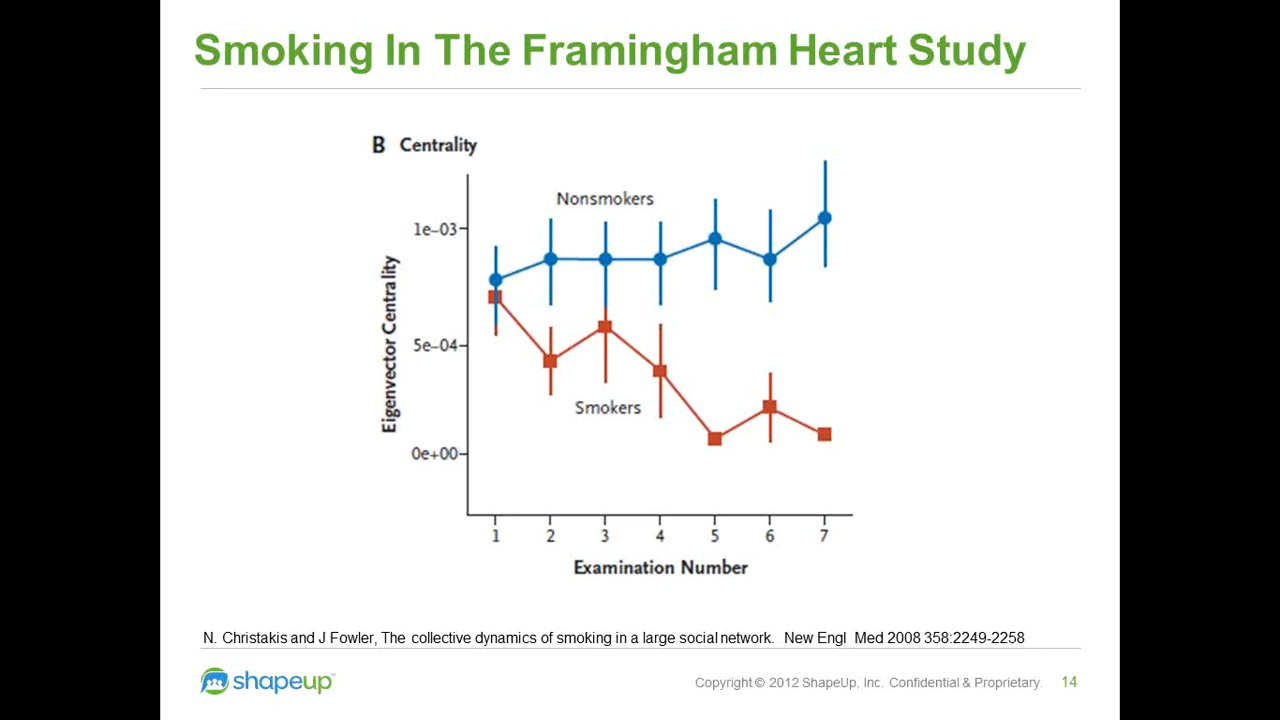 Smoking In The Framingham Heart Study
B Centrality
Nonsmokers
1e–03
5e–04
0e+00
Eigenvector Centrality
Smokers
1 2 3 4 5 6 7
Examination Number
N. Christakis and J Fowler, The collective dynamics of smoking in a large social network. New Engl Med 2008 358:2249-2258
shapeup™
Copyright © 2012 ShapeUp, Inc. Confidential & Proprietary. 14